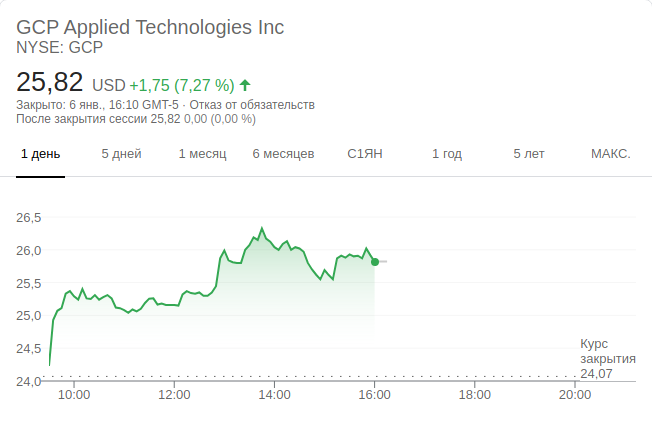 GCP Applied Technologies Inc
NYSE: GCP
25,82 USD +1,75 (7,27 %)
Закрыто: 6 янв., 16:10 GMT-5 · Отказ от обязательств
После закрытия сессии 25,82 0,00 (0,00 %)
1 день 5 дней 1 месяц 6 месяцев С1ЯН 1 год 5 лет МАКС.
26,5
26,0
25,5
25,0
24,5
24,0
Курс
закрытия
24,07
10:00 12:00 14:00 16:00 20:00